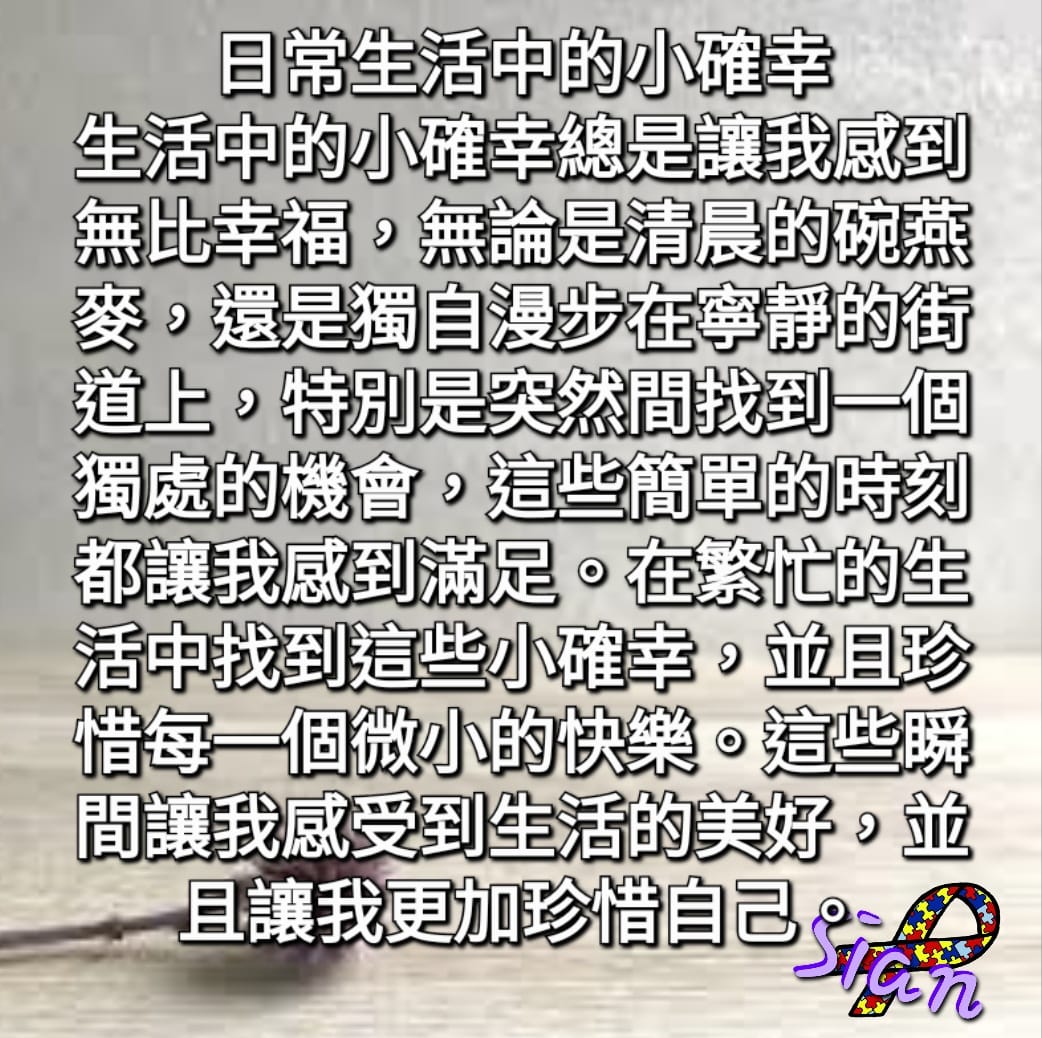 日常生活中的小確幸
生活中的小確幸總是讓我感到
無比幸福，無論是清晨的碗燕
麥，還是獨自漫步在寧靜的街
道上，特別是突然間找到一個
獨處的機會，這些簡單的時刻
都讓我感到滿足。在繁忙的生
活中找到這些小確幸，並且珍
惜每一個微小的快樂。這些瞬
間讓我感受到生活的美好，並
且讓我更加珍惜自己。
Sian